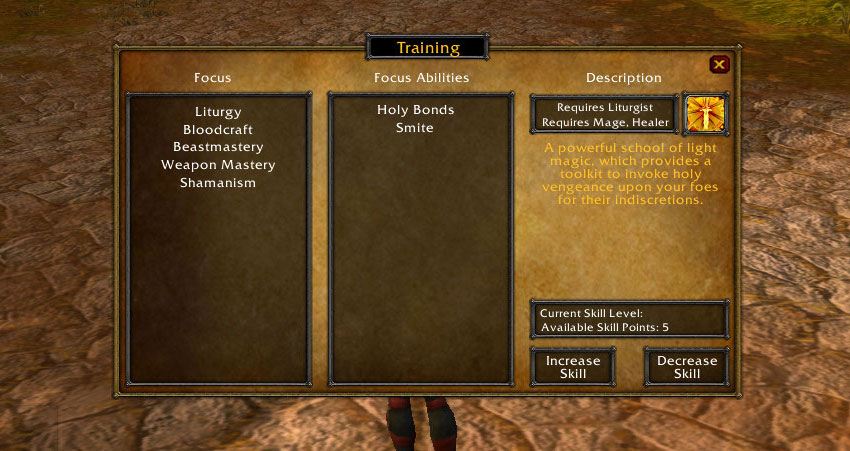 Training
Focus
Focus Abilities
Description
Liturgy
Bloodcraft
Beastmastery
Weapon Mastery
Shamanism
Holy Bonds
Smite
Requires Liturgist
Requires Mage, Healer
A powerful school of light
magic, which provides a
toolkit to invoke holy
vengeance upon your foes
for their indiscretions.
Current Skill Level:
Available Skill Points: 5
Increase
Skill
Decrease
Skill